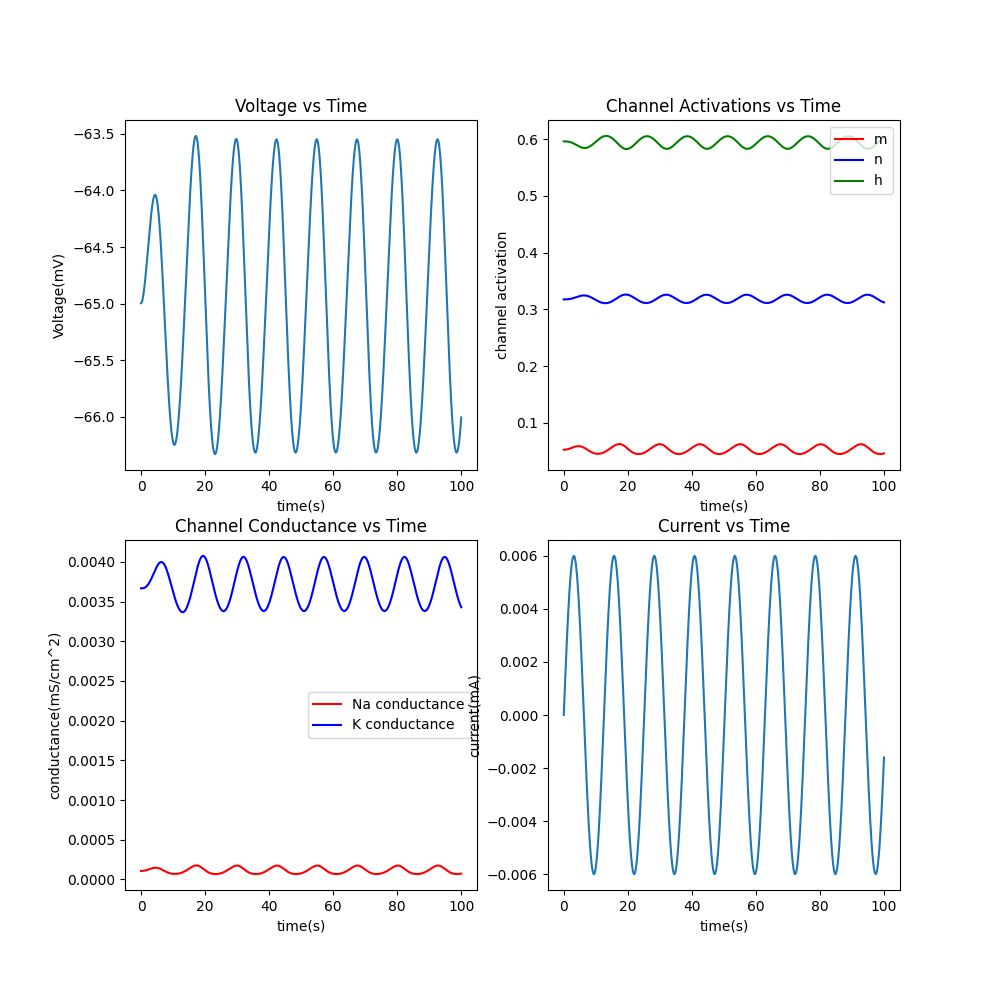 Voltage vs Time
Voltage(mV)
−63.5
−64.0
−64.5
−65.0
−65.5
−66.0
0 20 40 60 80 100
time(s)
Channel Activations vs Time
channel activation
0.6
0.5
0.4
0.3
0.2
0.1
m
n
h
0 20 40 60 80 100
time(s)
Channel Conductance vs Time
conductance(mS/cm^2)
0.0040
0.0035
0.0030
0.0025
0.0020
0.0015
0.0010
0.0005
0.0000
Na conductance
K conductance
0 20 40 60 80 100
time(s)
Current vs Time
current(mA)
0.006
0.004
0.002
0.000
−0.002
−0.004
−0.006
0 20 40 60 80 100
time(s)